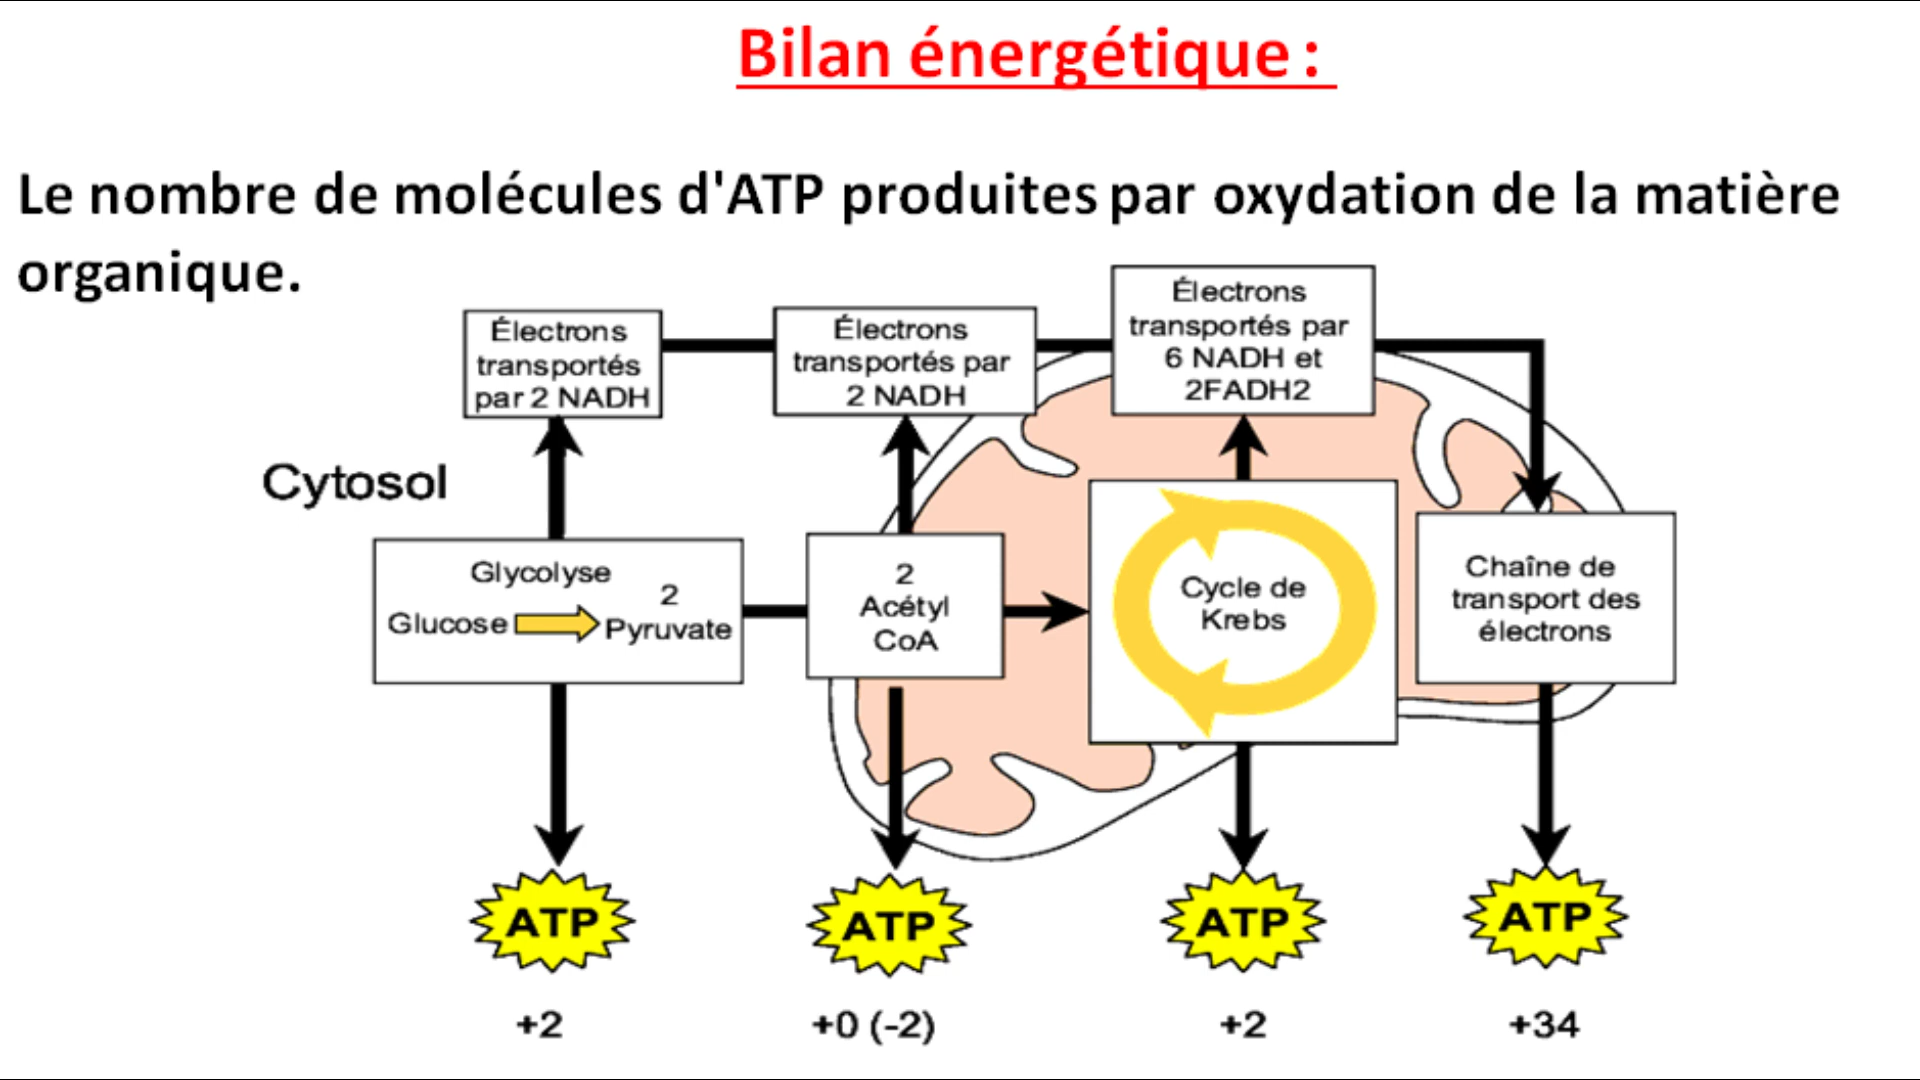 Bilan énergétique :
Le nombre de molécules d'ATP produites par oxydation de la matière
organique.
Électrons
transportés
par 2 NADH
Électrons
transportés par
2 NADH
Électrons
transportés par
6 NADH et
2FADH2
Cytosol
Glycolyse
Glucose
2
Pyruvate
2
Acétyl
CoA
Cycle de
Krebs
Chaîne de
transport des
électrons
ATP
ATP
ATP
ATP
+2
+0 (-2)
+2
+34